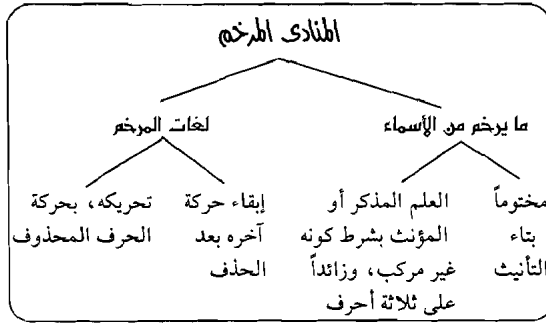 المنادى المرخم
ما يرخم من الأسماء
لغات المرخم
مختوماً
بتاء
التأنيث
العلم المذكر أو
المؤنث بشرط كونه
غير مركب، وزائداً
على ثلاثة أحرف
إبقاء حركة
آخره بعد
الحذف
تحريكه، بحركة
الحرف المحذوف